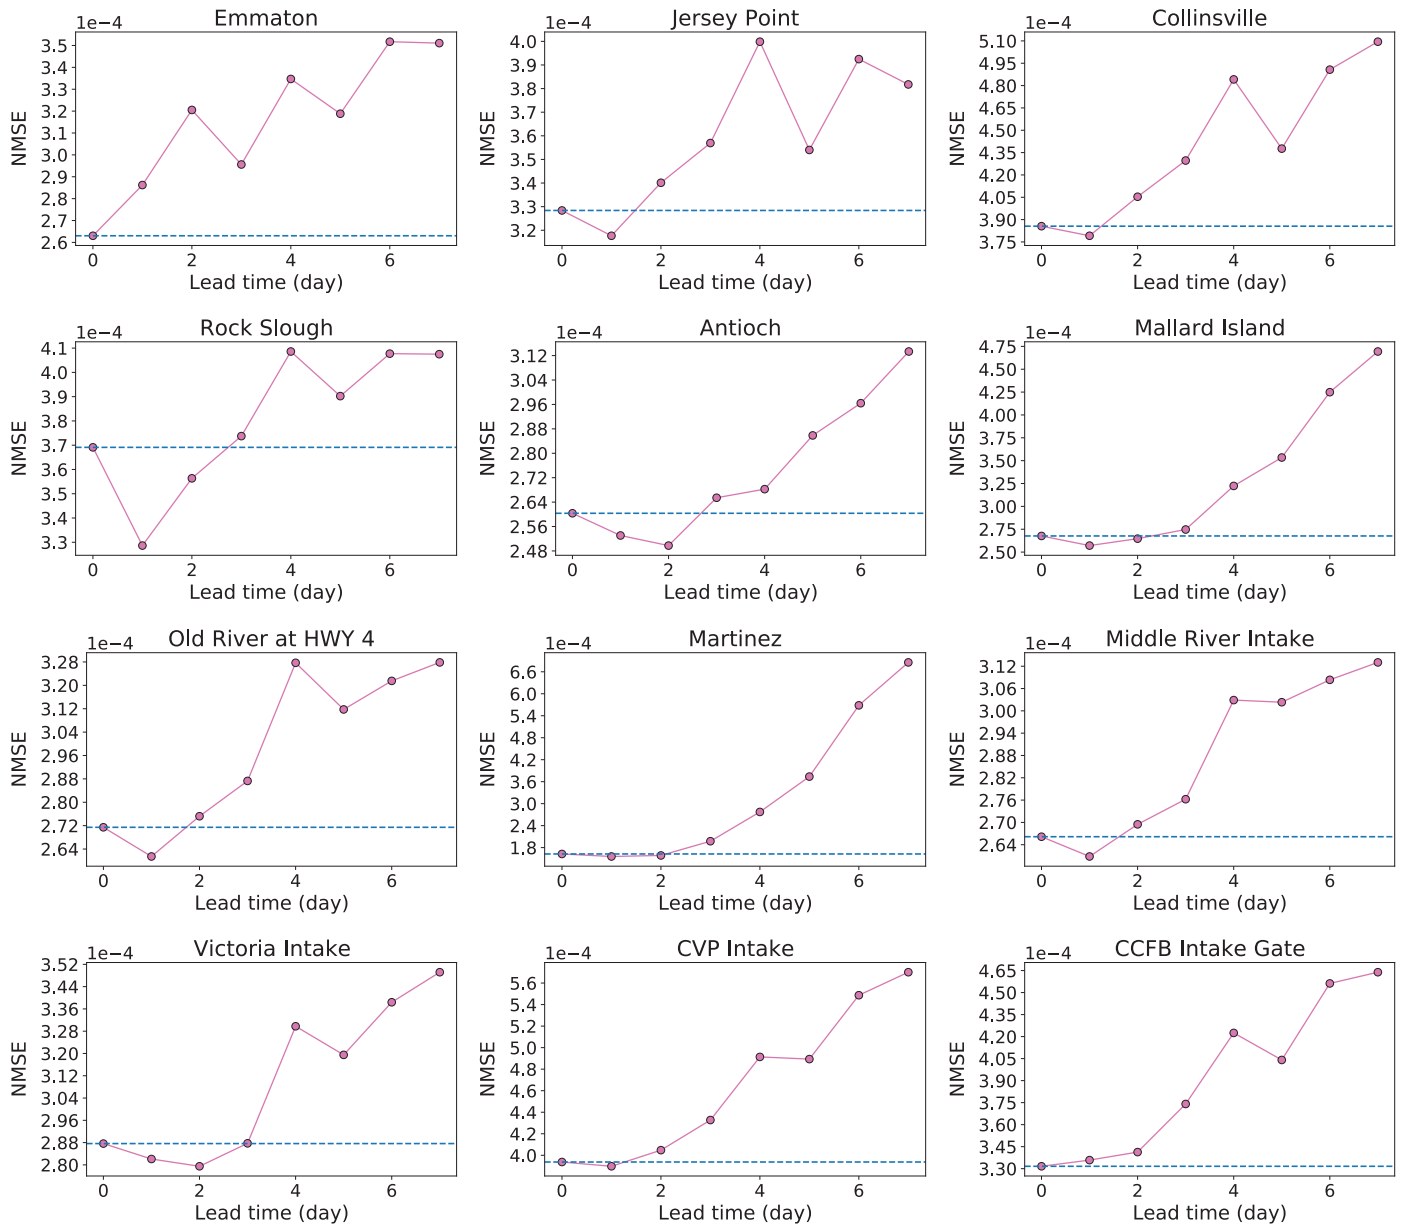 Emmaton
1e−4
NMSE
3.5
3.4
3.3
3.2
3.1
3.0
2.9
2.8
2.7
2.6
0 2 4 6
Lead time (day)
Jersey Point
1e−4
NMSE
4.0
3.9
3.8
3.7
3.6
3.5
3.4
3.3
3.2
0 2 4 6
Lead time (day)
Collinsville
1e−4
NMSE
5.10
4.95
4.80
4.65
4.50
4.35
4.20
4.05
3.90
3.75
0 2 4 6
Lead time (day)
Rock Slough
1e−4
NMSE
4.1
4.0
3.9
3.8
3.7
3.6
3.5
3.4
3.3
0 2 4 6
Lead time (day)
Antioch
1e−4
NMSE
3.12
3.04
2.96
2.88
2.80
2.72
2.64
2.56
2.48
0 2 4 6
Lead time (day)
Mallard Island
1e−4
NMSE
4.75
4.50
4.25
4.00
3.75
3.50
3.25
3.00
2.75
2.50
0 2 4 6
Lead time (day)
Old River at HWY 4
1e−4
NMSE
3.28
3.20
3.12
3.04
2.96
2.88
2.80
2.72
2.64
0 2 4 6
Lead time (day)
Martinez
1e−4
NMSE
6.6
6.0
5.4
4.8
4.2
3.6
3.0
2.4
1.8
0 2 4 6
Lead time (day)
Middle River Intake
1e−4
NMSE
3.12
3.06
3.00
2.94
2.88
2.82
2.76
2.70
2.64
0 2 4 6
Lead time (day)
Victoria Intake
1e−4
NMSE
3.52
3.44
3.36
3.28
3.20
3.12
3.04
2.96
2.88
2.80
0 2 4 6
Lead time (day)
CVP Intake
1e−4
NMSE
5.6
5.4
5.2
5.0
4.8
4.6
4.4
4.2
4.0
0 2 4 6
Lead time (day)
CCFB Intake Gate
1e−4
NMSE
4.65
4.50
4.35
4.20
4.05
3.90
3.75
3.60
3.45
3.30
0 2 4 6
Lead time (day)